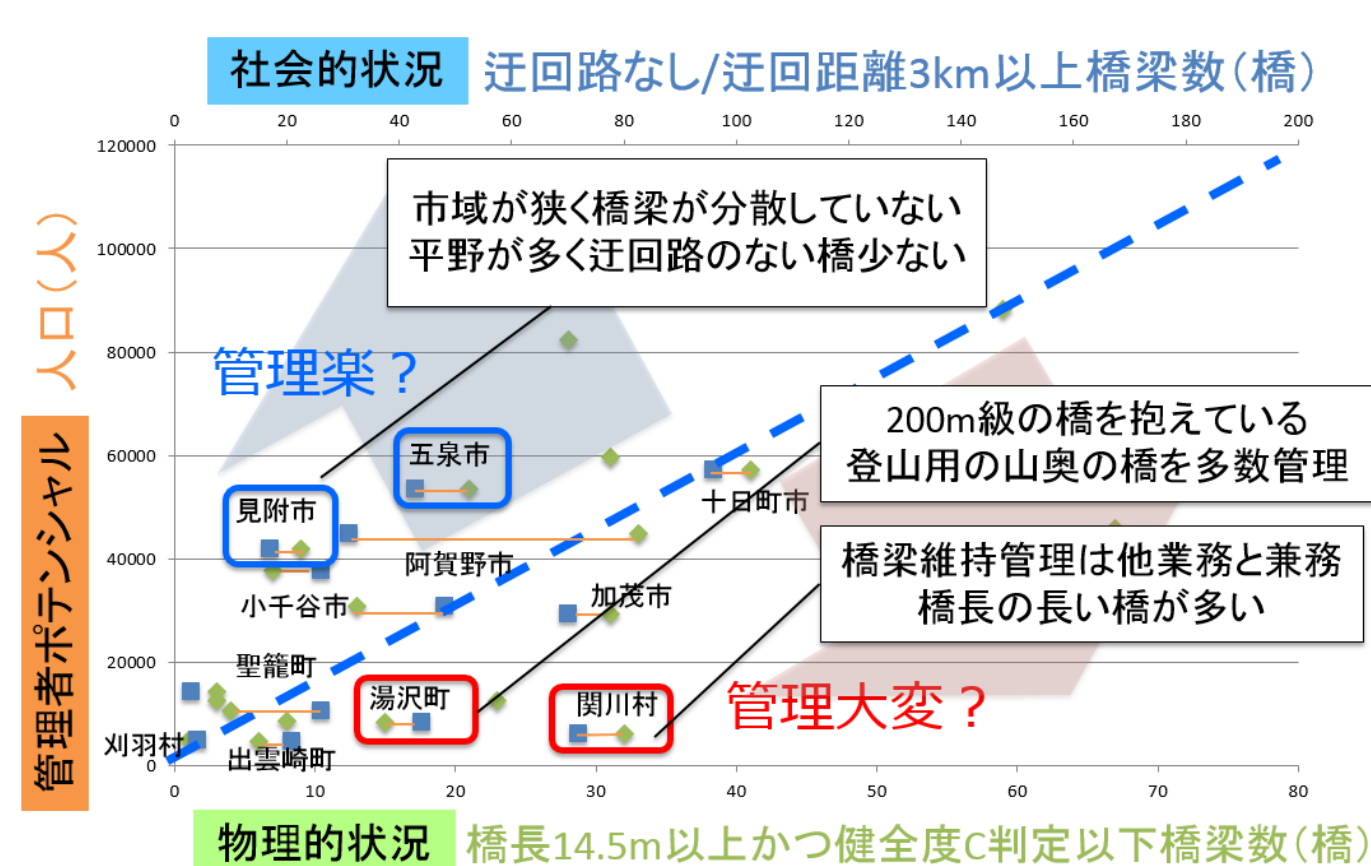 社会的状況 迂回路なし/迂回距離3km以上橋梁数(橋)
0 20 40 60 80 100 120 140 160 180 200
120000
100000
80000
60000
40000
20000
0
人口(人)
管理者ポテンシャル
市域が狭く橋梁が分散していない
平野が多く迂回路のない橋少ない
管理楽?
200m級の橋を抱えている
登山用の山奥の橋を多数管理
五泉市
十日町市
見附市
阿賀野市
橋梁維持管理は他業務と兼務
橋長の長い橋が多い
小千谷市
加茂市
聖籠町
湯沢町
関川村
管理大変?
刈羽村
出雲崎町
0 10 20 30 40 50 60 70 80
物理的状況 橋長14.5m以上かつ健全度C判定以下橋梁数(橋)